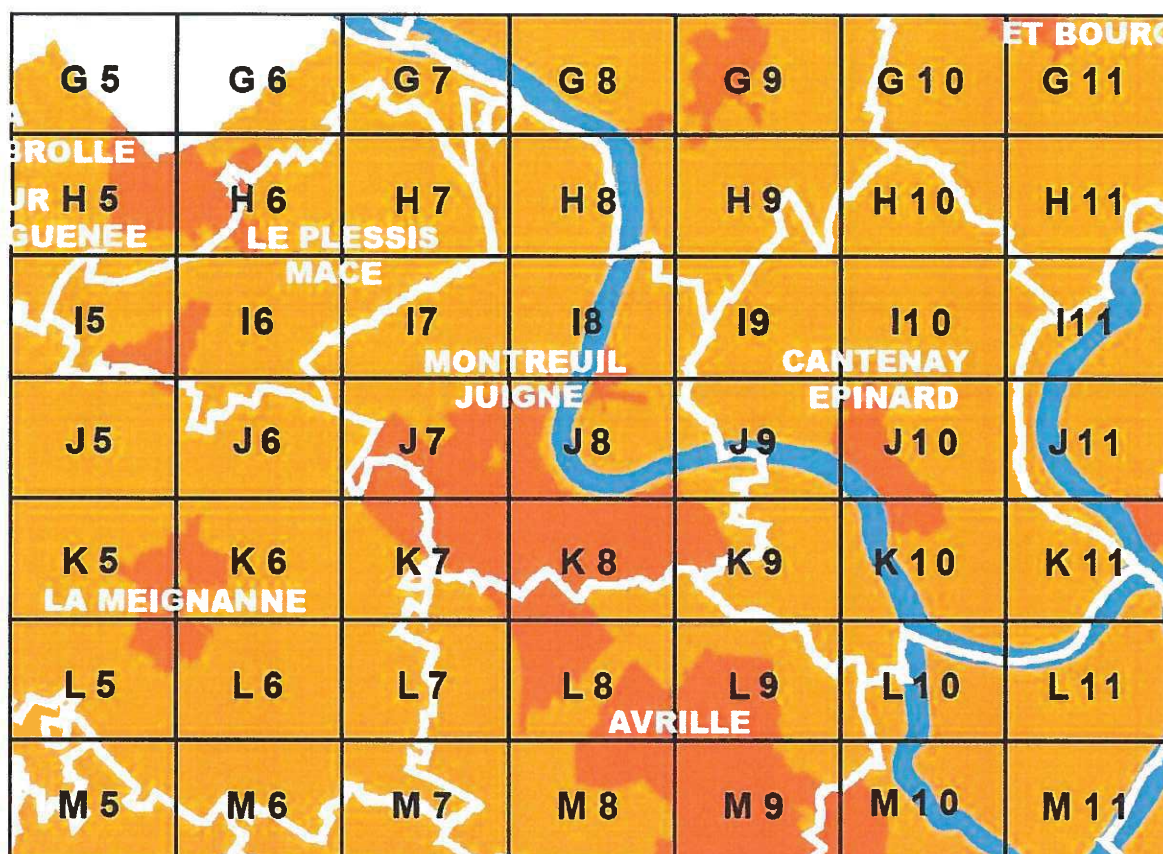 ET BOURG
G 5 G 6 G 7 G 8 G 9 G 10 G 11
BROLLE
UR H 5 H 6 H 7 H 8 H 9 H 10 H 11
GUENEE LE PLESSIS
MACE
I5 I6 I7 I8 I9 I10 I11
MONTREUIL CANTENAY
JUIGNE EPINARD
J5 J6 J7 J8 J9 J10 J11
K 5 K 6 K 7 K 8 K 9 K 10 K 11
LA MEIGNANNE
L 5 L 6 L 7 L 8 L 9 L 10 L 11
AVRILLE
M 5 M 6 M 7 M 8 M 9 M 10 M 11